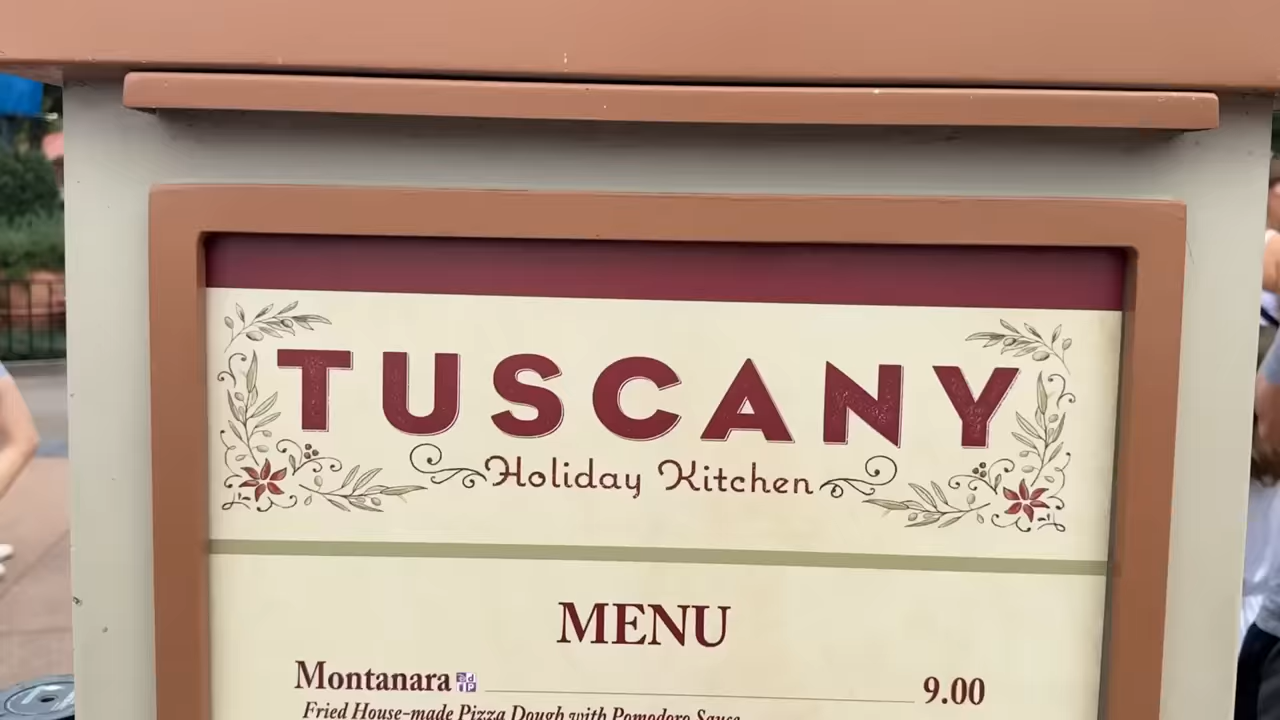 TUSCANY
Holiday Kitchen
MENU
Montanara 9.00
Fried House-made Pizza Dough with Pomodoro Sauce